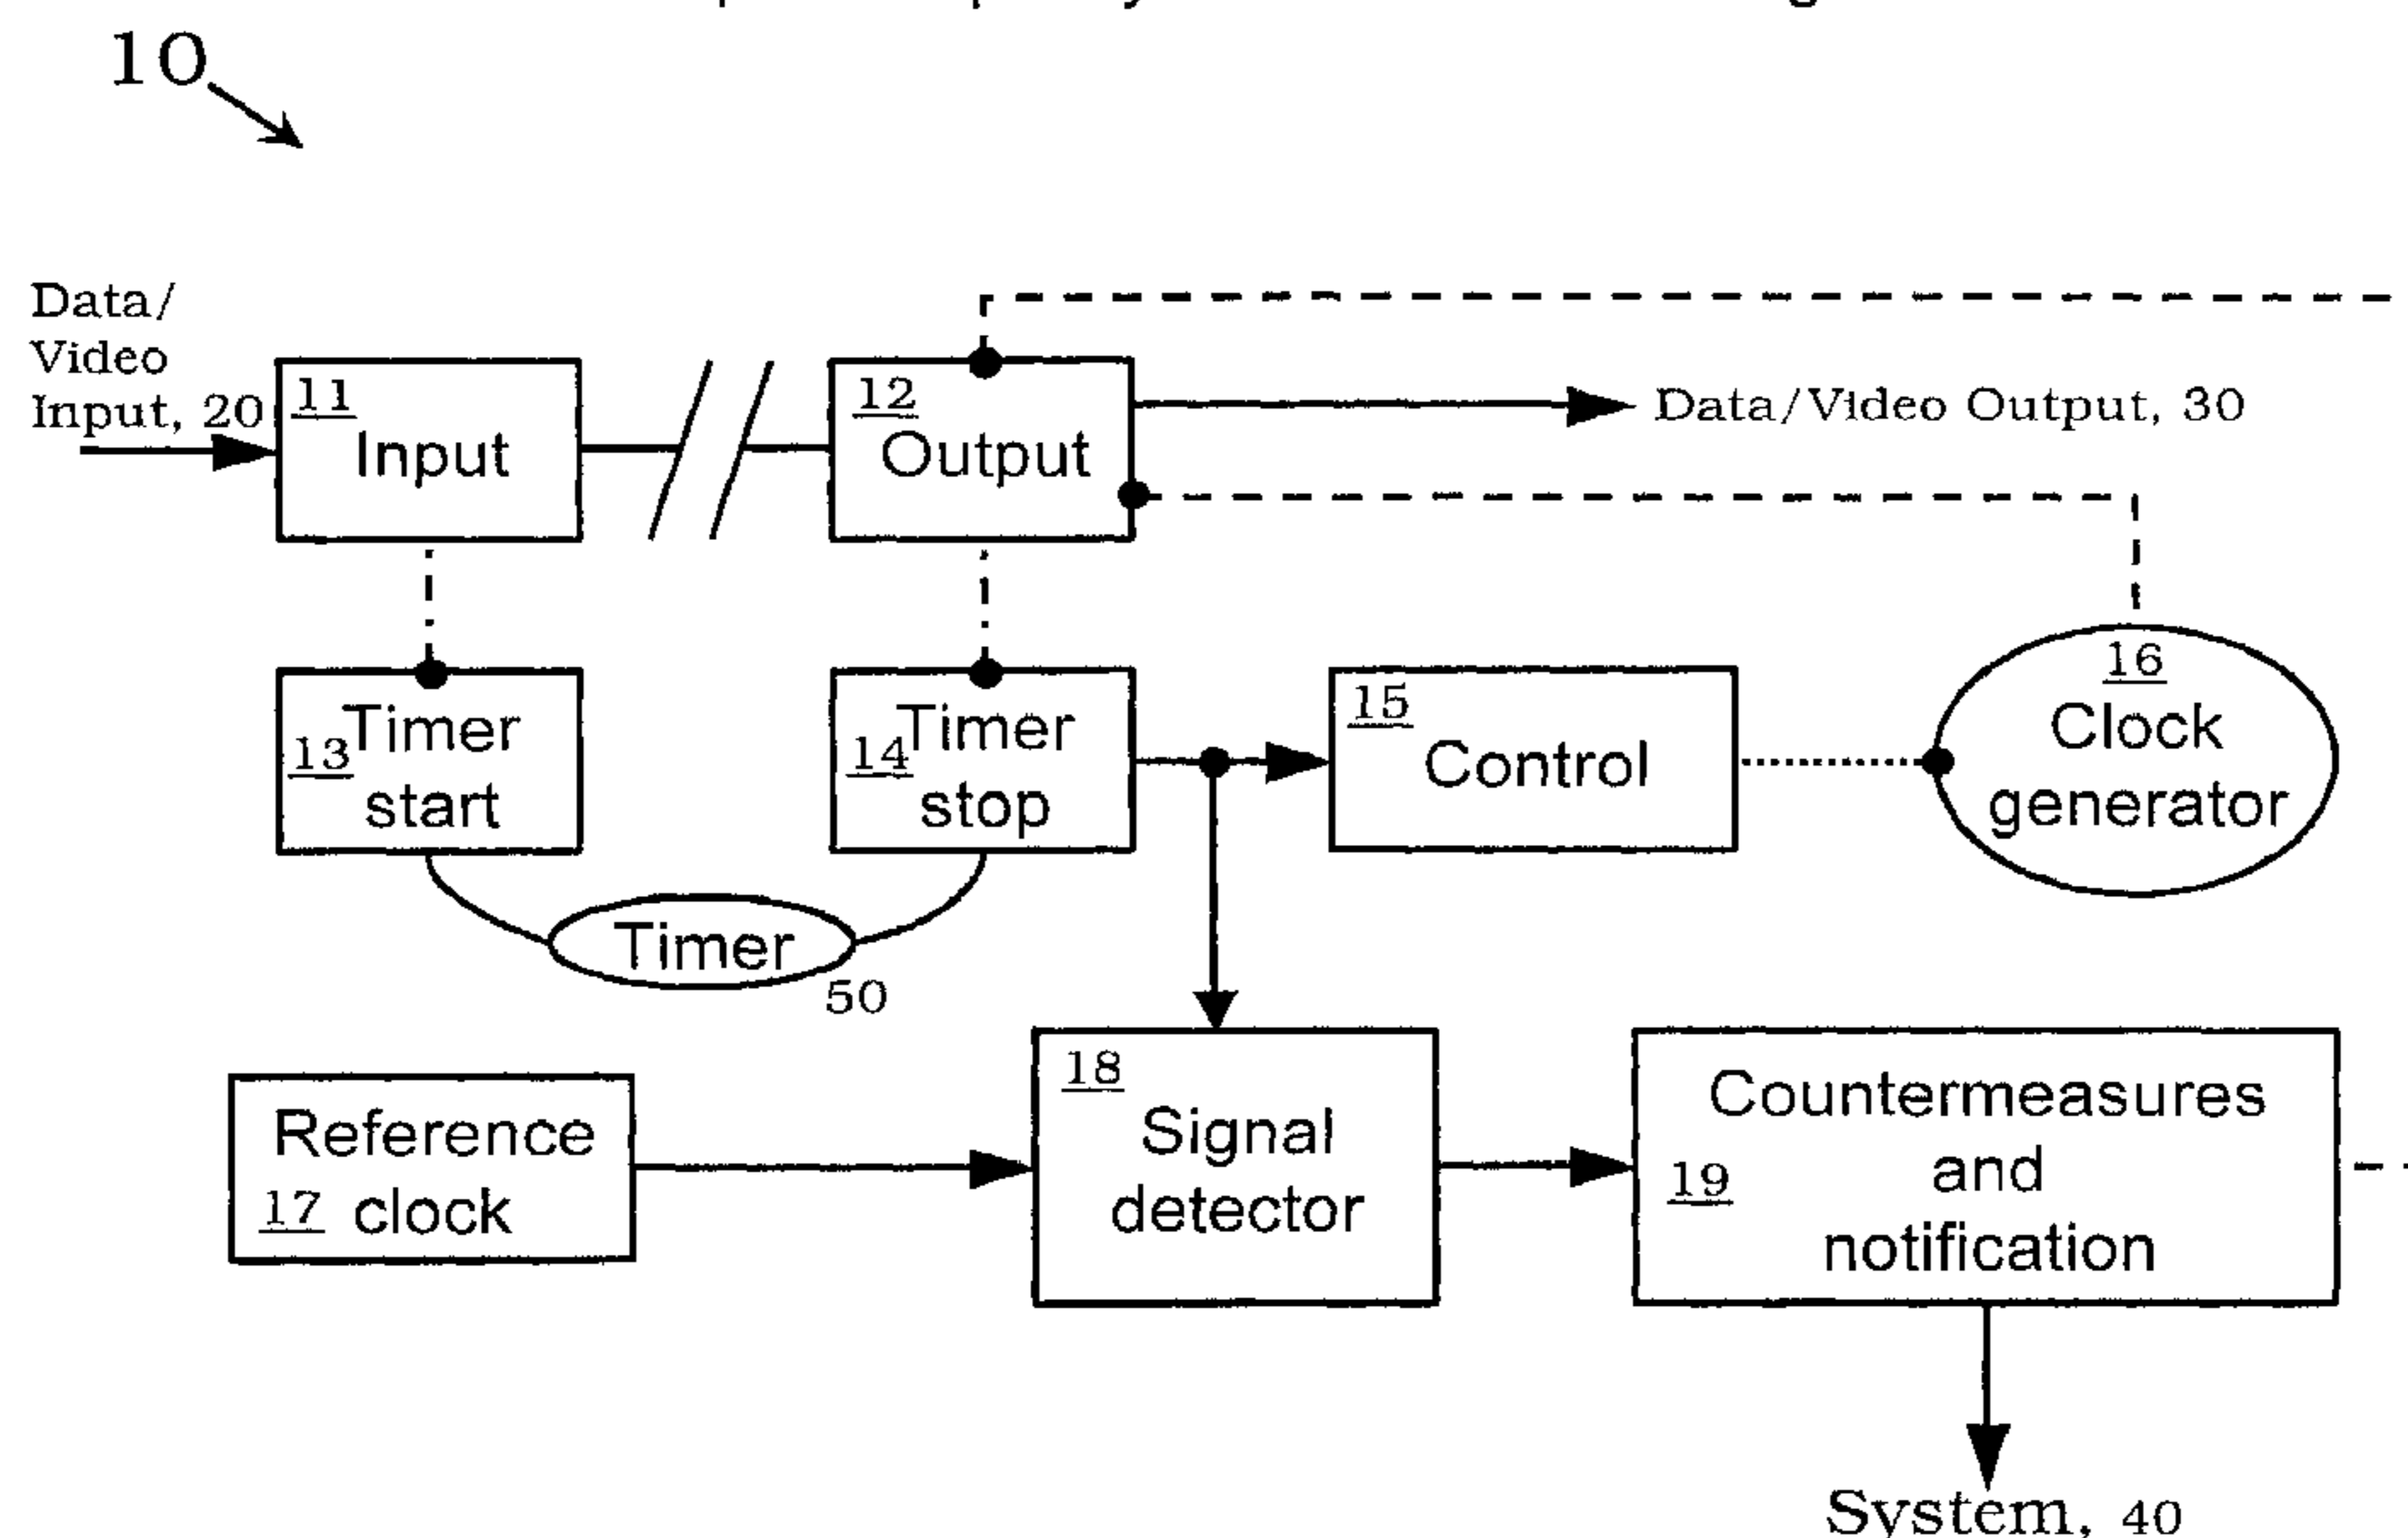 10
Data/
Video
Input, 20
11
Input
12
Output
Data/Video Output, 30
13
Timer
start
14
Timer
stop
15
Control
16
Clock
generator
Timer
50
Reference
17 clock
18
Signal
detector
Countermeasures
and
19
notification
System, 40